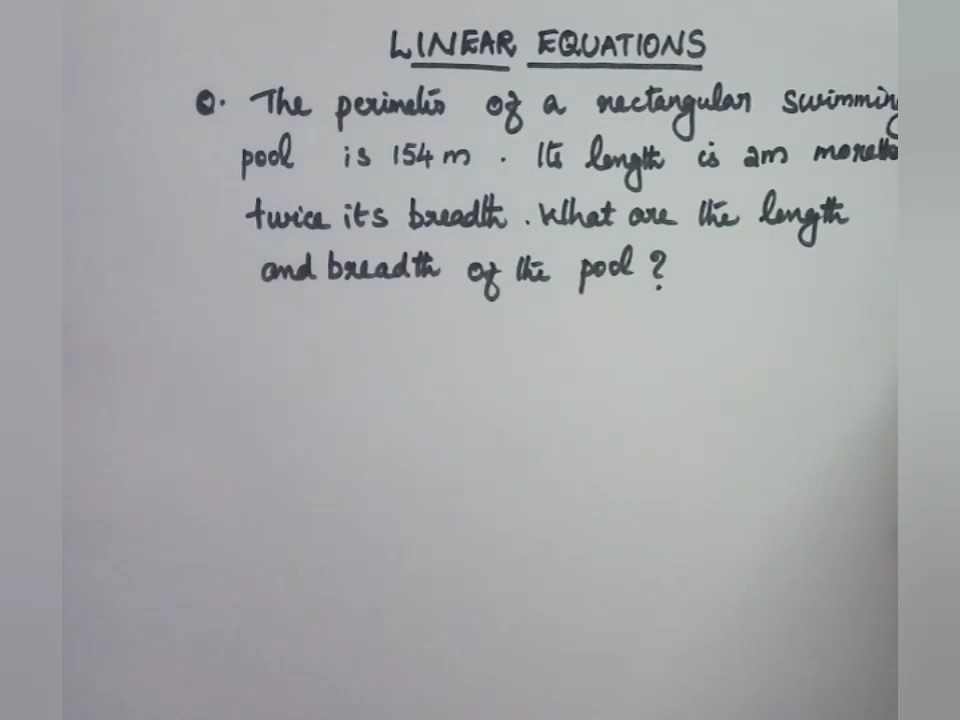 LINEAR EQUATIONS
Q. The perimeter of a rectangular swimming
pool is 154 m. Its length is 2m more than
twice its breadth. What are the length
and breadth of the pool?